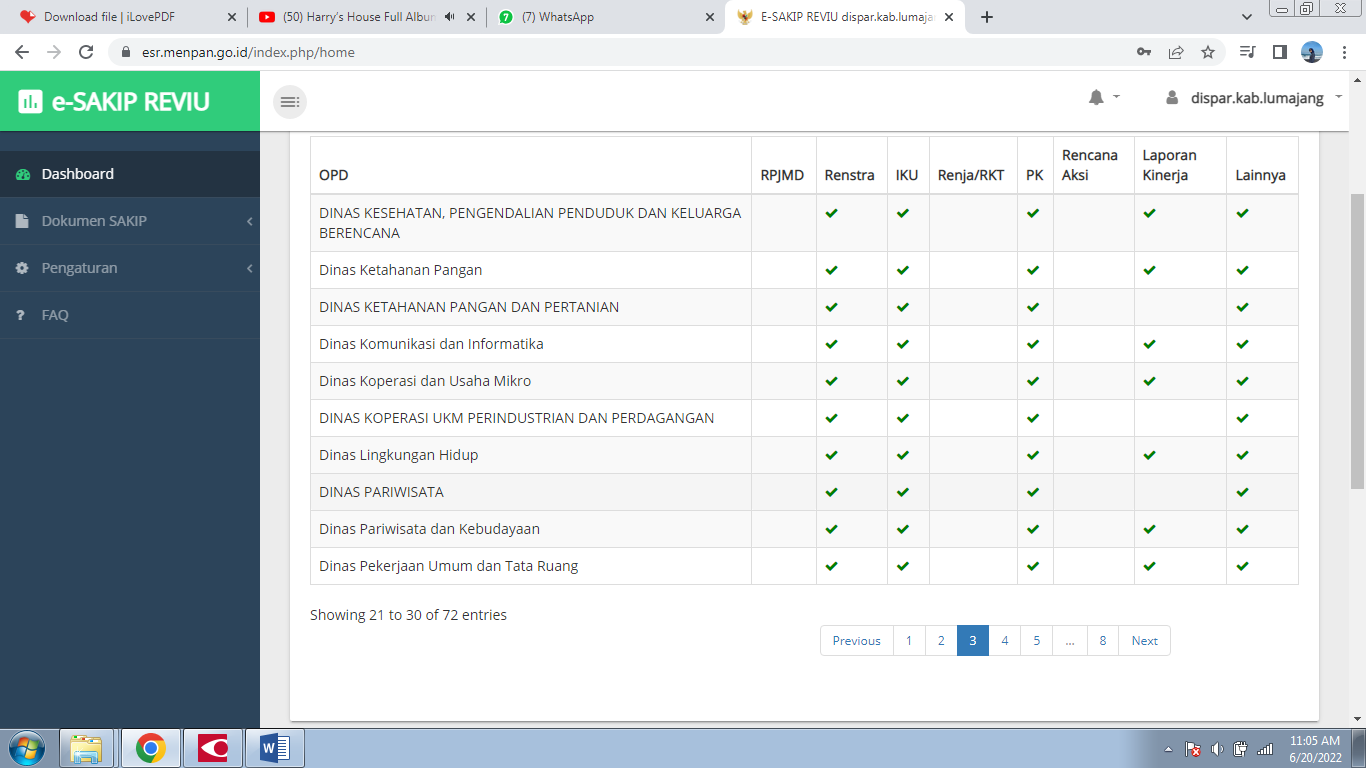 Download file | iLovePDF
(50) Harry's House Full Album
(7) WhatsApp
E-SAKIP REVIU dispar.kab.lumaja
esr.menpan.go.id/index.php/home
e-SAKIP REVIU
dispar.kab.lumajang
Dashboard
Dokumen SAKIP
Pengaturan
? FAQ
OPD RPJMD Renstra IKU Renja/RKT PK Rencana Aksi Laporan Kinerja Lainnya
DINAS KESEHATAN, PENGENDALIAN PENDUDUK DAN KELUARGA
BERENCANA
Dinas Ketahanan Pangan
DINAS KETAHANAN PANGAN DAN PERTANIAN
Dinas Komunikasi dan Informatika
Dinas Koperasi dan Usaha Mikro
DINAS KOPERASI UKM PERINDUSTRIAN DAN PERDAGANGAN
Dinas Lingkungan Hidup
DINAS PARIWISATA
Dinas Pariwisata dan Kebudayaan
Dinas Pekerjaan Umum dan Tata Ruang
Showing 21 to 30 of 72 entries
Previous 1 2 3 4 5 ... 8 Next
11:05 AM
6/20/2022